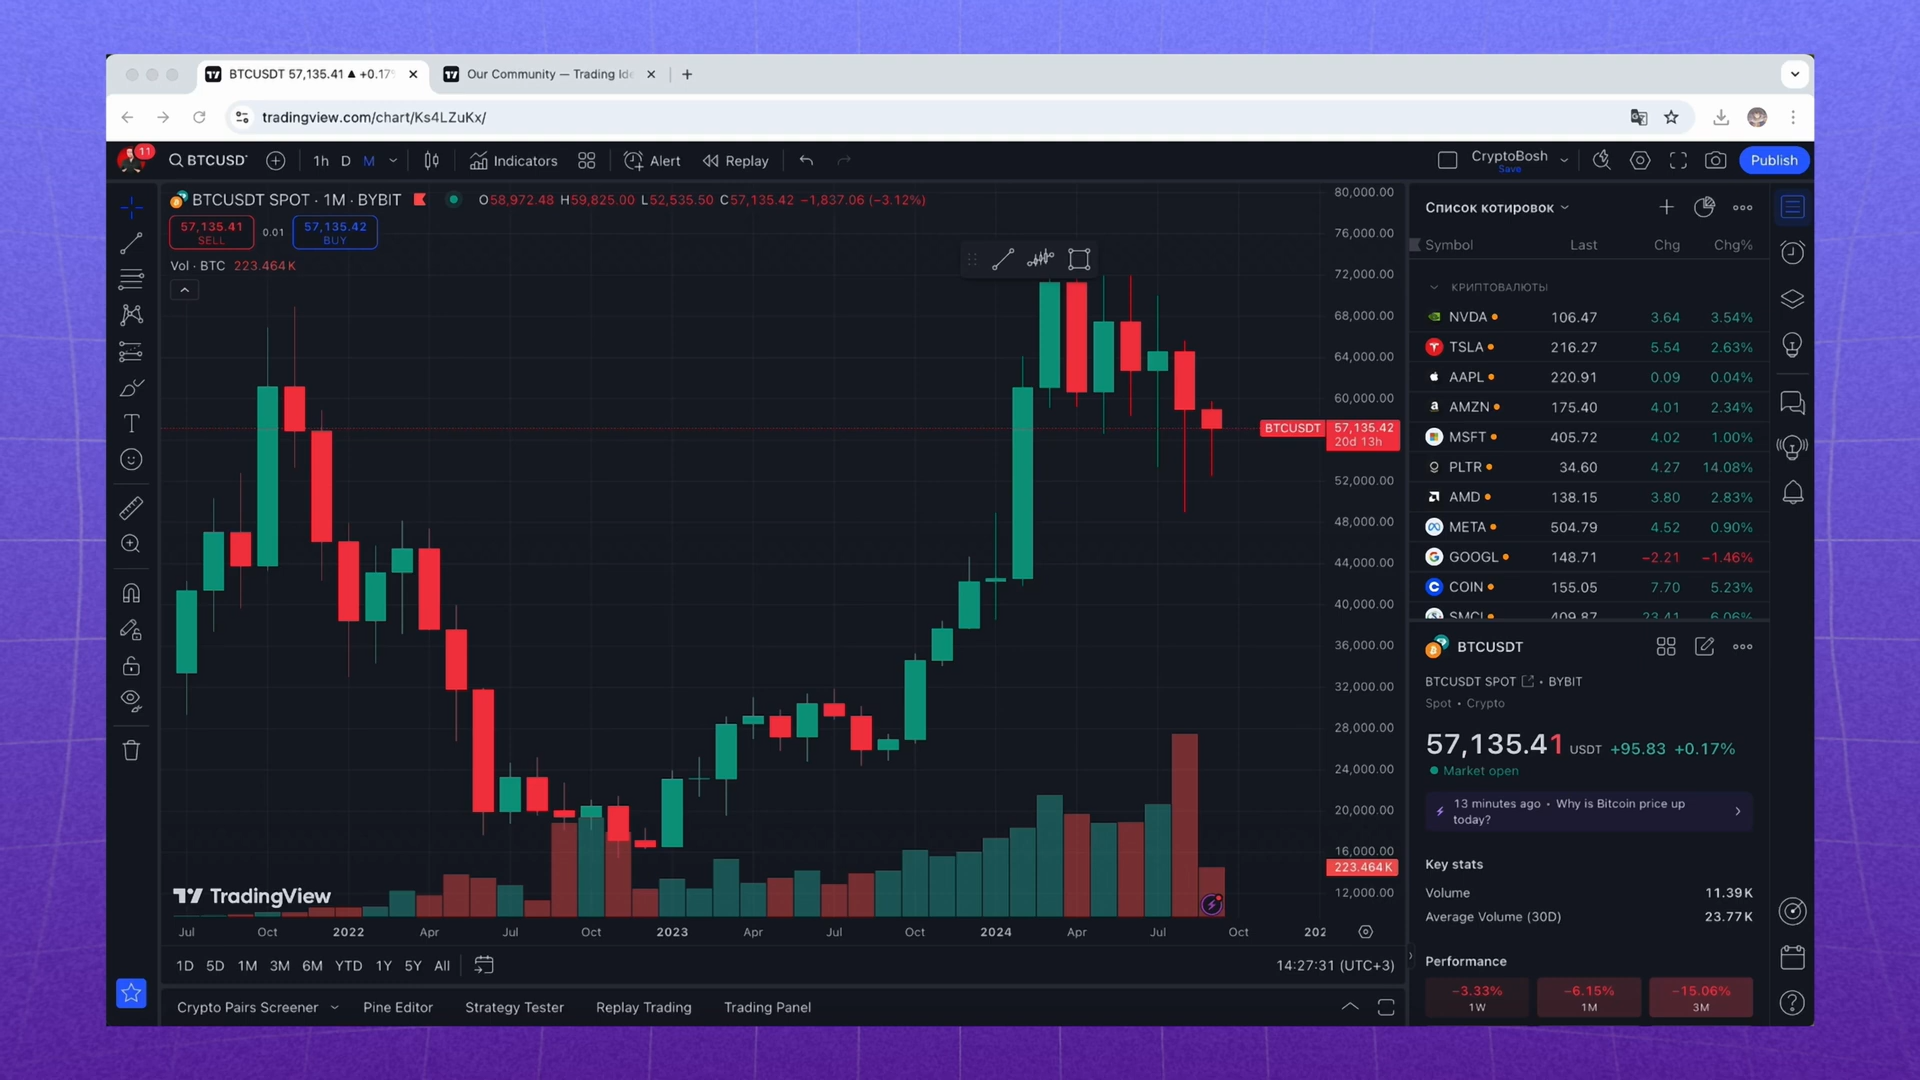 BTCUSDT 57,135.41 ▲ +0.17%
Our Community — Trading Ide
tradingview.com/chart/Ks4LZuKx/
11
BTCUSDT
1h D M
Indicators
Alert
Replay
CryptoBosh
Save
Publish
BTCUSDT SPOT · 1M · BYBIT
O58,972.48 H59,825.00 L52,535.50 C57,135.42 −1,837.06 (−3.12%)
57,135.41
SELL
0.01
57,135.42
BUY
Vol · BTC 223.464K
80,000.00
76,000.00
72,000.00
68,000.00
64,000.00
60,000.00
BTCUSDT
57,135.42
20d 13h
52,000.00
48,000.00
44,000.00
40,000.00
36,000.00
32,000.00
28,000.00
24,000.00
20,000.00
16,000.00
223.464K
12,000.00
TradingView
Jul Oct 2022 Apr Jul Oct 2023 Apr Jul Oct 2024 Apr Jul Oct 202
1D 5D 1M 3M 6M YTD 1Y 5Y All
14:27:31 (UTC+3)
Crypto Pairs Screener
Pine Editor
Strategy Tester
Replay Trading
Trading Panel
Список котировок
Symbol Last Chg Chg%
КРИПТОВАЛЮТЫ
NVDA 106.47 3.64 3.54%
TSLA 216.27 5.54 2.63%
AAPL 220.91 0.09 0.04%
AMZN 175.40 4.01 2.34%
MSFT 405.72 4.02 1.00%
PLTR 34.60 4.27 14.08%
AMD 138.15 3.80 2.83%
META 504.79 4.52 0.90%
GOOGL 148.71 −2.21 −1.46%
COIN 155.05 7.70 5.23%
SMCI 409.87 23.41 6.06%
BTCUSDT
BTCUSDT SPOT • BYBIT
Spot • Crypto
57,135.41 USDT +95.83 +0.17%
Market open
13 minutes ago • Why is Bitcoin price up
today?
Key stats
Volume 11.39K
Average Volume (30D) 23.77K
Performance
−3.33%
1W
−6.15%
1M
−15.06%
3M